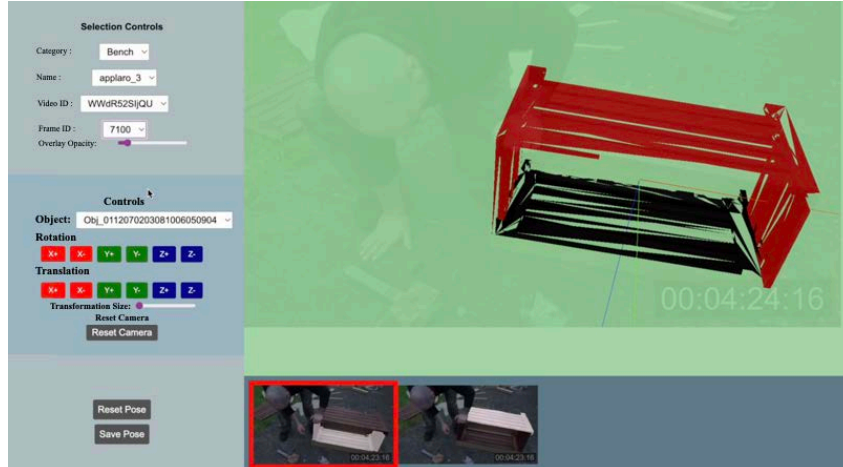 Selection Controls
Category : Bench
Name : applaro_3
Video ID : WWdR52SIjQU
Frame ID : 7100
Overlay Opacity:
Controls
Object: Obj_0112070203081006050904
Rotation
X+ X- Y+ Y- Z+ Z-
Translation
X+ X- Y+ Y- Z+ Z-
Transformation Size:
Reset Camera
Reset Camera
Reset Pose
Save Pose
00:04:24:16
00:04:23:16
00:04:23:16